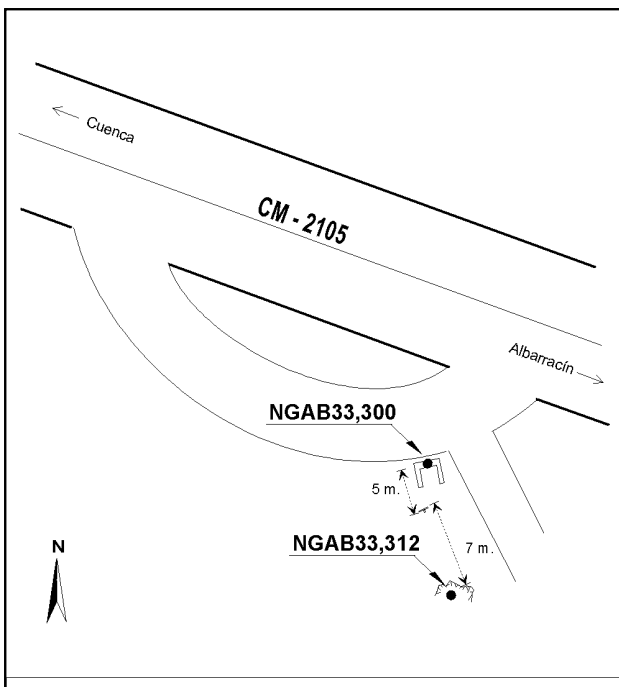 Cuenca
CM - 2105
Albarracín
NGAB33,300
5 m.
NGAB33,312
7 m.
N